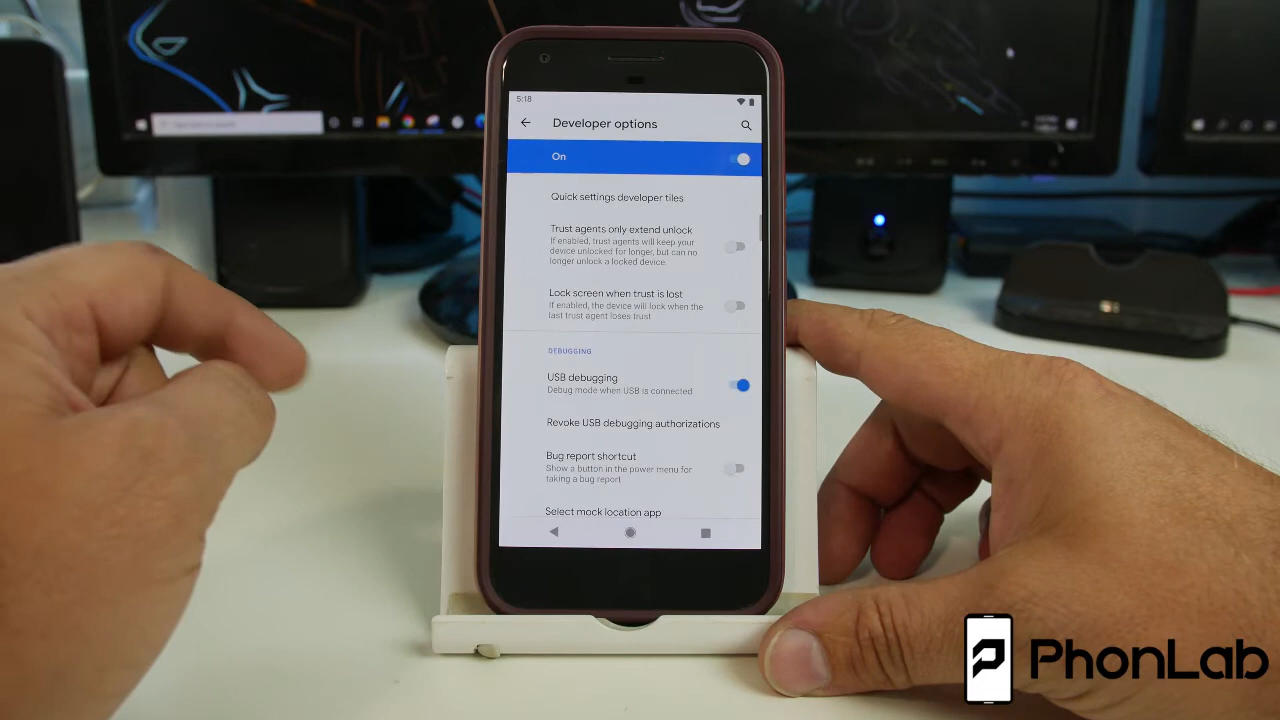 5:18
Developer options
On
Quick settings developer tiles
Trust agents only extend unlock
If enabled, trust agents will keep your
device unlocked for longer, but can no
longer unlock a locked device.
Lock screen when trust is lost
If enabled, the device will lock when the
last trust agent loses trust
DEBUGGING
USB debugging
Debug mode when USB is connected
Revoke USB debugging authorizations
Bug report shortcut
Show a button in the power menu for
taking a bug report
Select mock location app
PhonLab